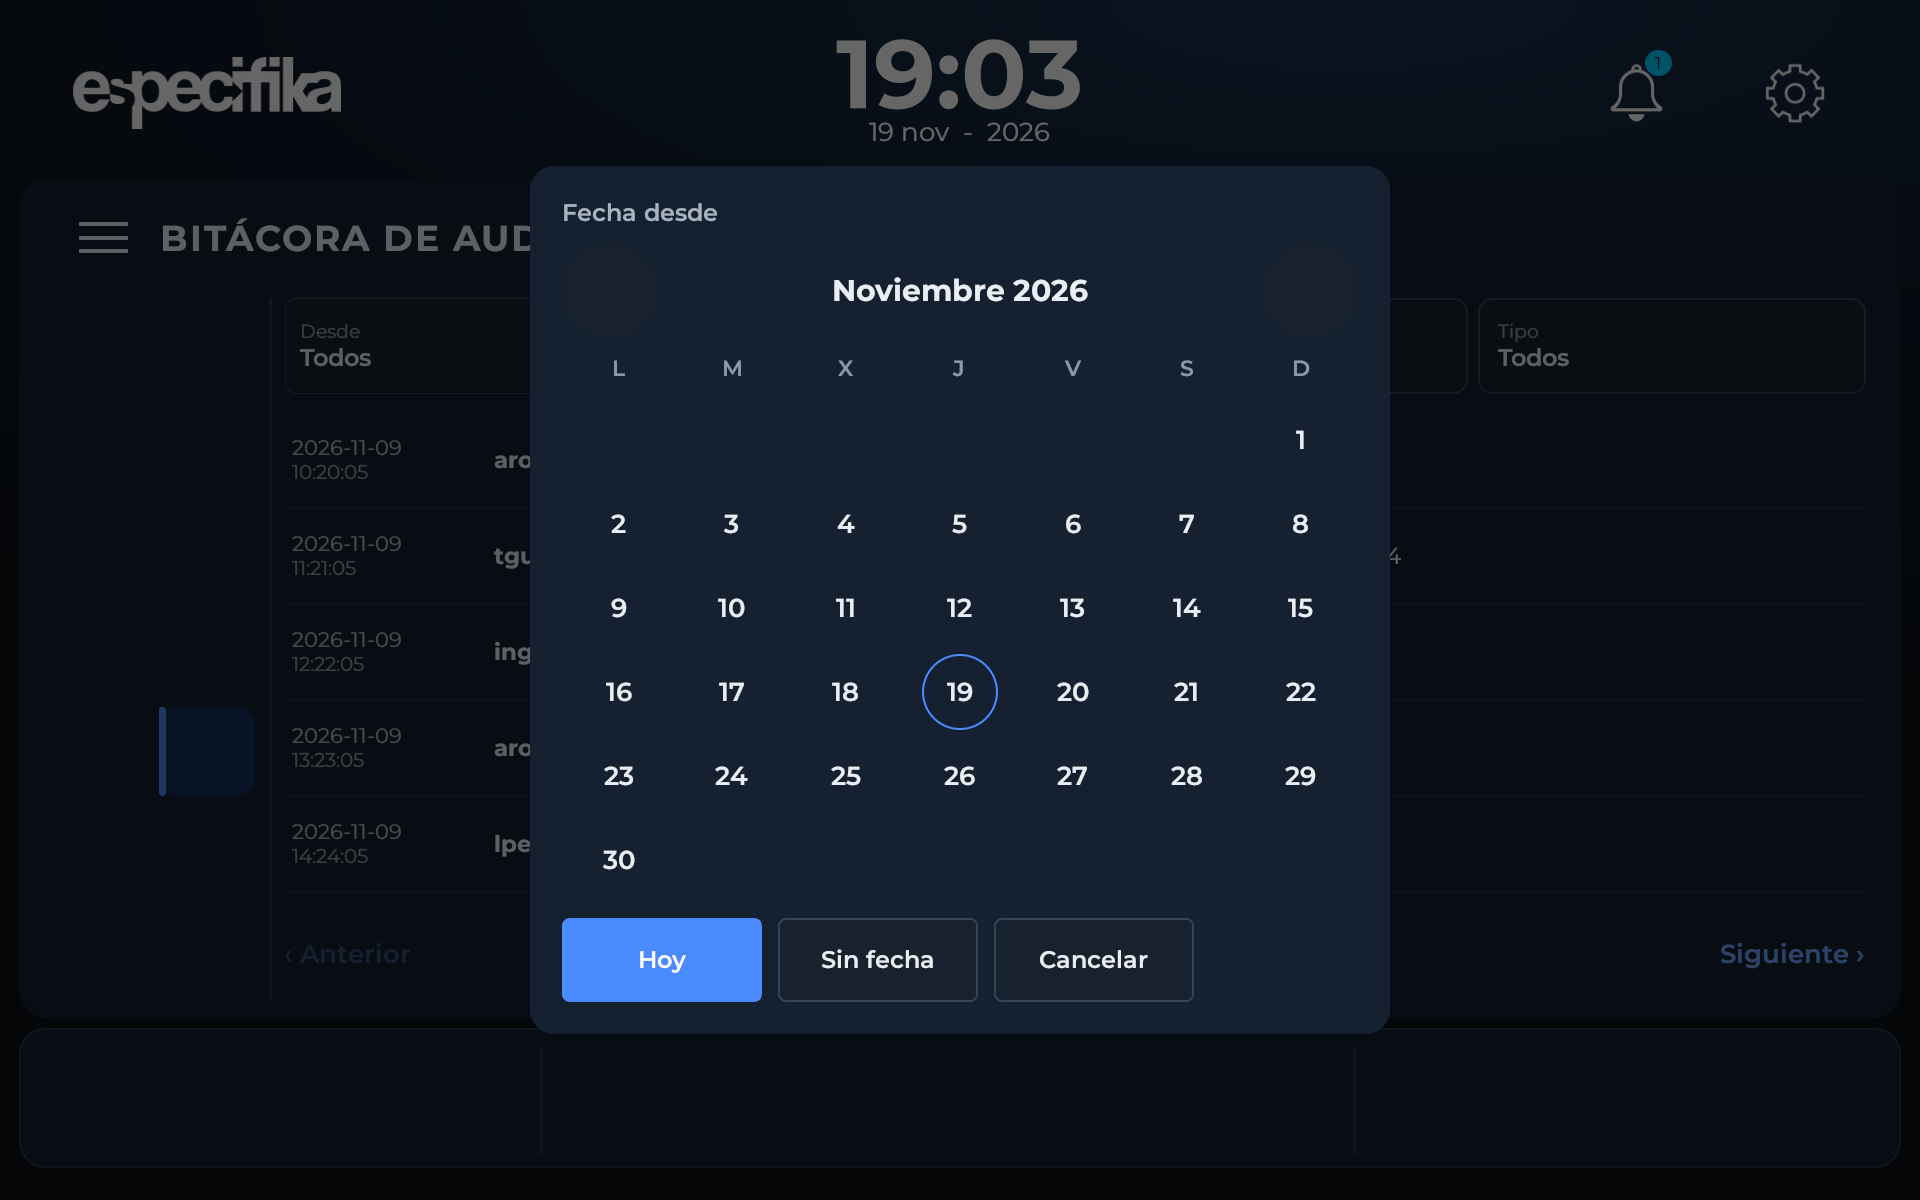 especifika
19:03
19 nov - 2026
1
BITÁCORA DE AUD
Fecha desde
Noviembre 2026
L M X J V S D
1
2 3 4 5 6 7 8
9 10 11 12 13 14 15
16 17 18 19 20 21 22
23 24 25 26 27 28 29
30
Hoy
Sin fecha
Cancelar
Desde
Todos
Tipo
Todos
2026-11-09
10:20:05
aro
2026-11-09
11:21:05
tgu
4
2026-11-09
12:22:05
ing
2026-11-09
13:23:05
aro
2026-11-09
14:24:05
lpe
‹ Anterior
Siguiente ›